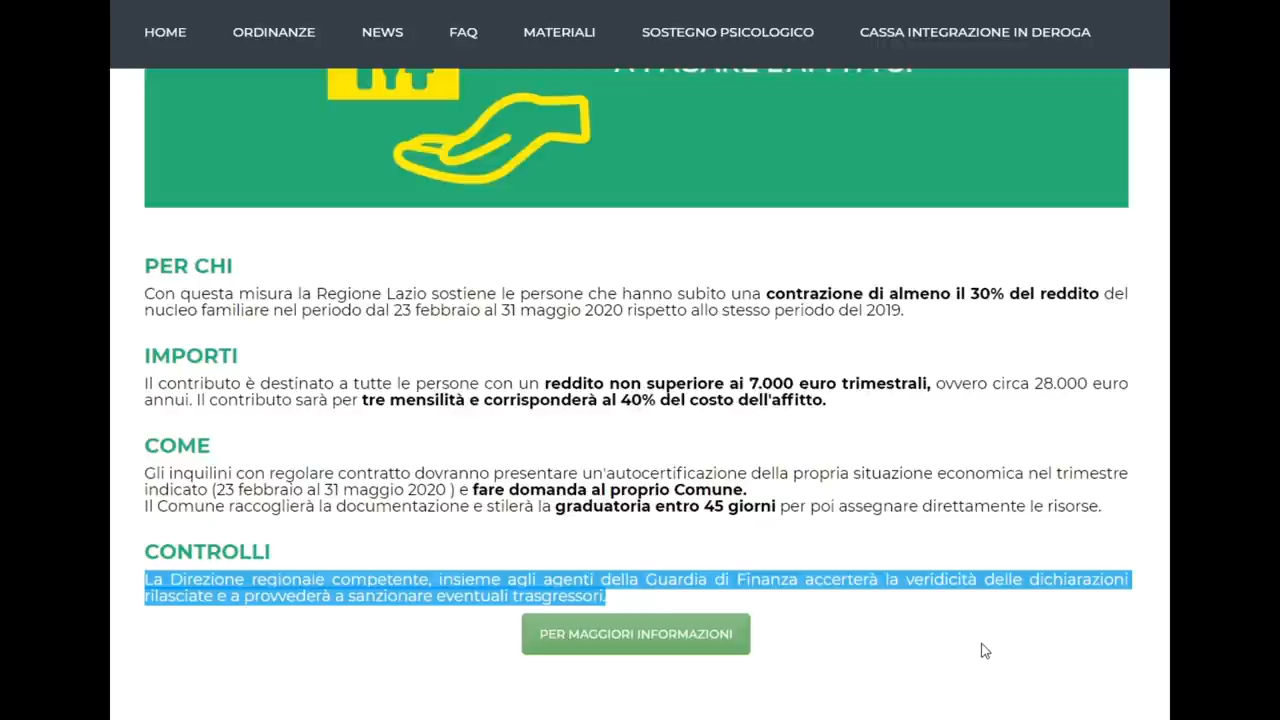 HOME ORDINANZE NEWS FAQ MATERIALI SOSTEGNO PSICOLOGICO CASSA INTEGRAZIONE IN DEROGA
PER CHI
Con questa misura la Regione Lazio sostiene le persone che hanno subito una contrazione di almeno il 30% del reddito del
nucleo familiare nel periodo dal 23 febbraio al 31 maggio 2020 rispetto allo stesso periodo del 2019.
IMPORTI
Il contributo è destinato a tutte le persone con un reddito non superiore ai 7.000 euro trimestrali, ovvero circa 28.000 euro
annui. Il contributo sarà per tre mensilità e corrisponderà al 40% del costo dell'affitto.
COME
Gli inquilini con regolare contratto dovranno presentare un'autocertificazione della propria situazione economica nel trimestre
indicato (23 febbraio al 31 maggio 2020 ) e fare domanda al proprio Comune.
Il Comune raccoglierà la documentazione e stilerà la graduatoria entro 45 giorni per poi assegnare direttamente le risorse.
CONTROLLI
La Direzione regionale competente, insieme agli agenti della Guardia di Finanza accerterà la veridicità delle dichiarazioni
rilasciate e a provvederà a sanzionare eventuali trasgressori.
PER MAGGIORI INFORMAZIONI